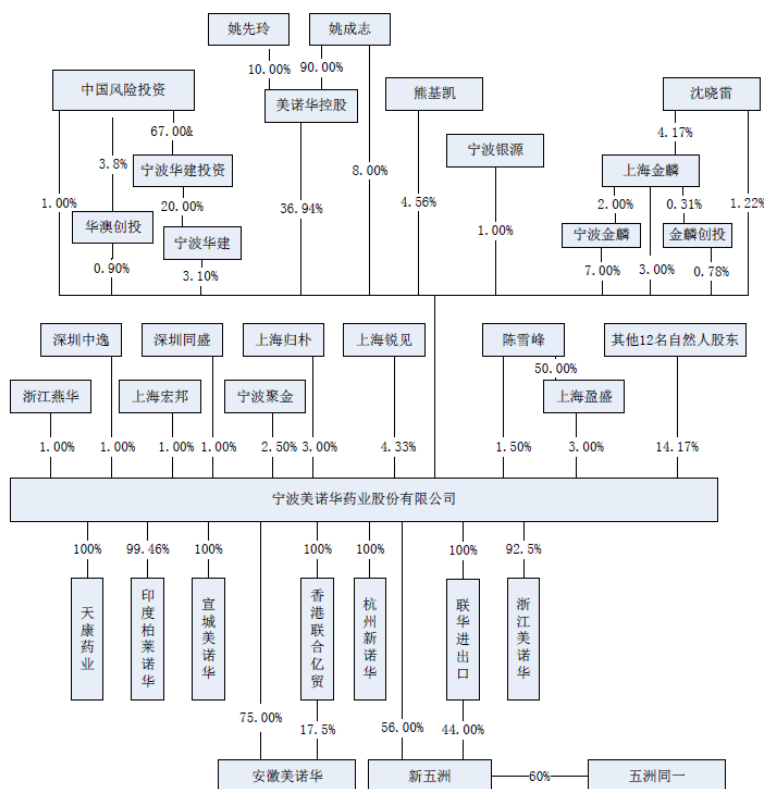 姚先玲
姚成志
10.00%
90.00%
中国风险投资
美诺华控股
熊基凯
沈晓雷
67.00&
4.17%
3.8%
宁波华建投资
宁波银源
上海金麟
8.00%
1.00%
20.00%
36.94%
4.56%
2.00%
0.31%
1.22%
华澳创投
宁波华建
1.00%
宁波金麟
金麟创投
0.90%
3.10%
7.00%
3.00%
0.78%
深圳中逸
深圳同盛
上海归朴
上海锐见
陈雪峰
其他12名自然人股东
50.00%
浙江燕华
上海宏邦
宁波聚金
上海盈盛
1.00%
1.00%
1.00%
1.00%
2.50%
3.00%
4.33%
1.50%
3.00%
14.17%
宁波美诺华药业股份有限公司
100%
99.46%
100%
100%
100%
100%
92.5%
天康药业
印度柏莱诺华
宣城美诺华
香港联合亿贸
杭州新诺华
联华进出口
浙江美诺华
75.00%
17.5%
56.00%
44.00%
安徽美诺华
新五洲
60%
五洲同一